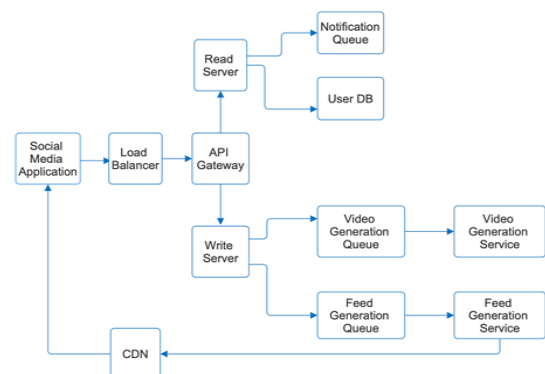 Notification
Queue
Read
Server
User DB
Social
Media
Application
Load
Balancer
API
Gateway
Write
Server
Video
Generation
Queue
Video
Generation
Service
Feed
Generation
Queue
Feed
Generation
Service
CDN